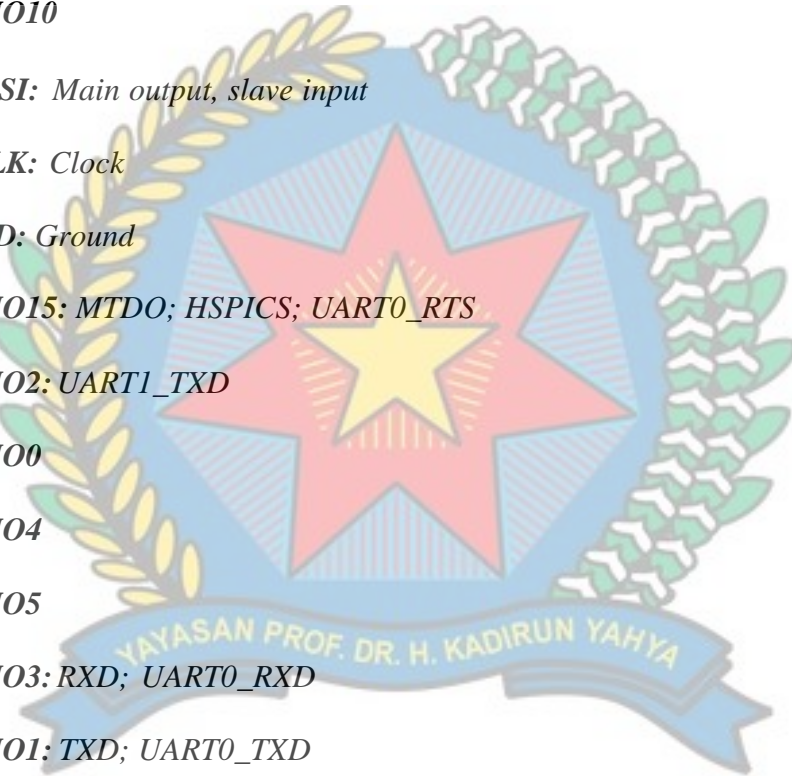 IO10
SI: Main output, slave input
LK: Clock
D: Ground
IO15: MTDO; HSPICS; UART0_RTS
IO2: UART1_TXD
IO0
IO4
IO5
YAYASAN PROF. DR. H. KADIRUN YAHYA
IO3: RXD; UART0_RXD
IO1: TXD; UART0_TXD